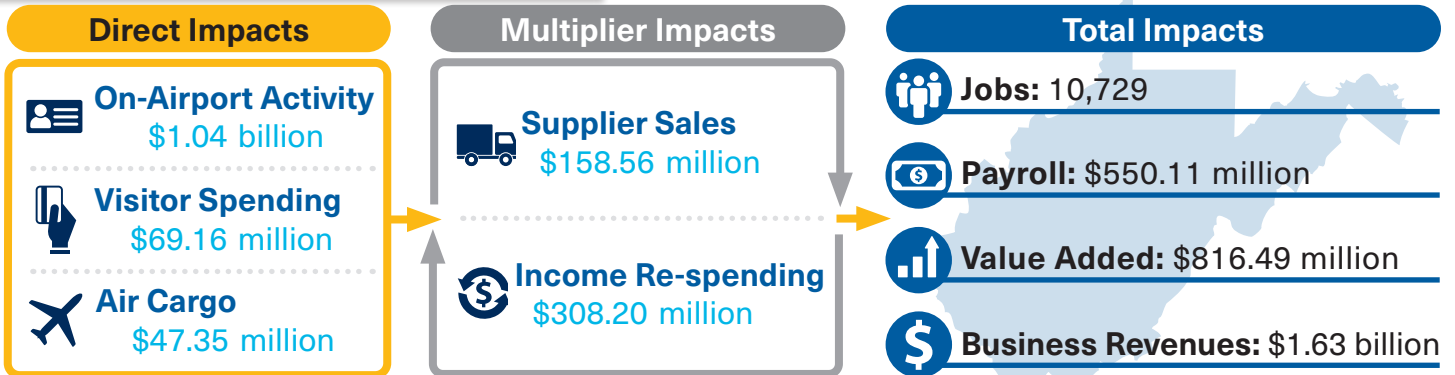 Direct Impacts
On-Airport Activity
$1.04 billion
Visitor Spending
$69.16 million
Air Cargo
$47.35 million
Multiplier Impacts
Supplier Sales
$158.56 million
Income Re-spending
$308.20 million
Total Impacts
Jobs: 10,729
Payroll: $550.11 million
Value Added: $816.49 million
Business Revenues: $1.63 billion